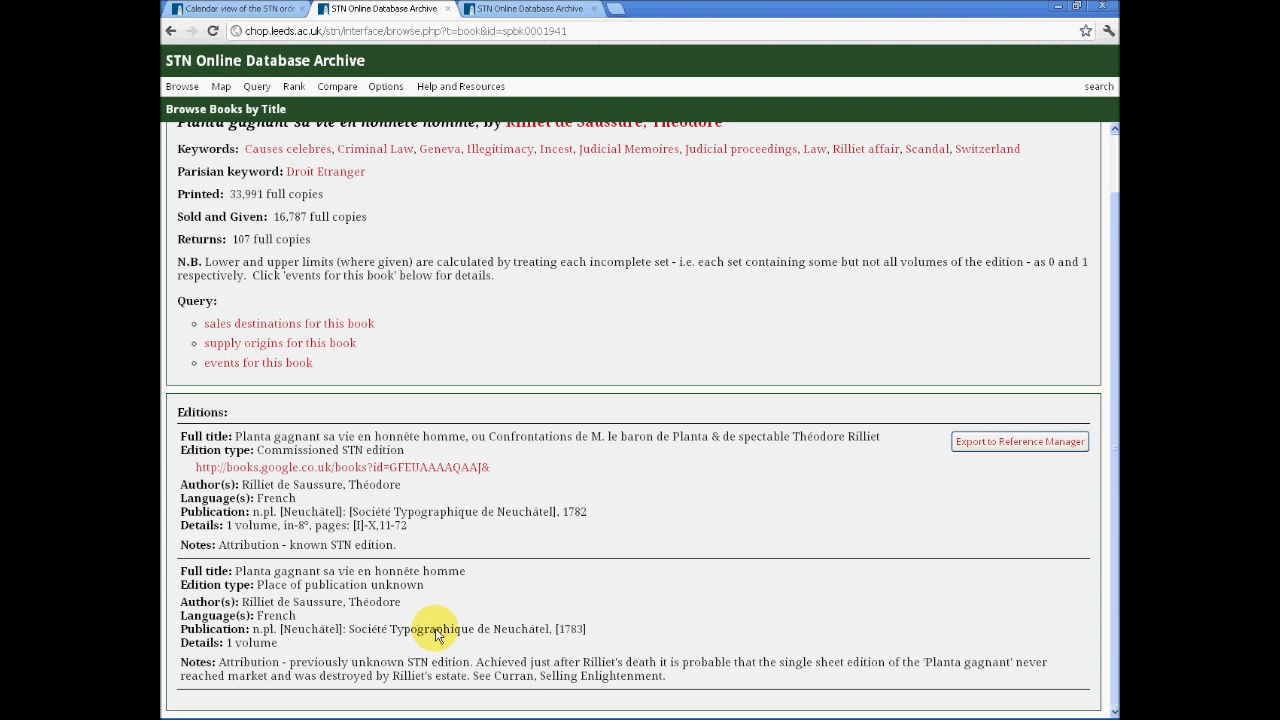 Calendar view of the STN orde
STN Online Database Archive
STN Online Database Archive
chop.leeds.ac.uk/stn/interface/browse.php?t=book&id=spbk0001941
STN Online Database Archive
Browse Map Query Rank Compare Options Help and Resources search
Browse Books by Title
Planta gagnant sa vie en honnête homme, by Rilliet de Saussure, Théodore
Keywords: Causes celebres, Criminal Law, Geneva, Illegitimacy, Incest, Judicial Memoires, Judicial proceedings, Law, Rilliet affair, Scandal, Switzerland
Parisian keyword: Droit Etranger
Printed: 33,991 full copies
Sold and Given: 16,787 full copies
Returns: 107 full copies
N.B. Lower and upper limits (where given) are calculated by treating each incomplete set - i.e. each set containing some but not all volumes of the edition - as 0 and 1
respectively. Click 'events for this book' below for details.
Query:
sales destinations for this book
supply origins for this book
events for this book
Editions:
Full title: Planta gagnant sa vie en honnête homme, ou Confrontations de M. le baron de Planta & de spectable Théodore Rilliet
Export to Reference Manager
Edition type: Commissioned STN edition
http://books.google.co.uk/books?id=GFEUAAAAQAAJ&
Author(s): Rilliet de Saussure, Théodore
Language(s): French
Publication: n.pl. [Neuchâtel]: [Société Typographique de Neuchâtel], 1782
Details: 1 volume, in-8°, pages: [I]-X,11-72
Notes: Attribution - known STN edition.
Full title: Planta gagnant sa vie en honnête homme
Edition type: Place of publication unknown
Author(s): Rilliet de Saussure, Théodore
Language(s): French
Publication: n.pl. [Neuchâtel]: Société Typographique de Neuchâtel, [1783]
Details: 1 volume
Notes: Attribution - previously unknown STN edition. Achieved just after Rilliet's death it is probable that the single sheet edition of the 'Planta gagnant' never
reached market and was destroyed by Rilliet's estate. See Curran, Selling Enlightenment.